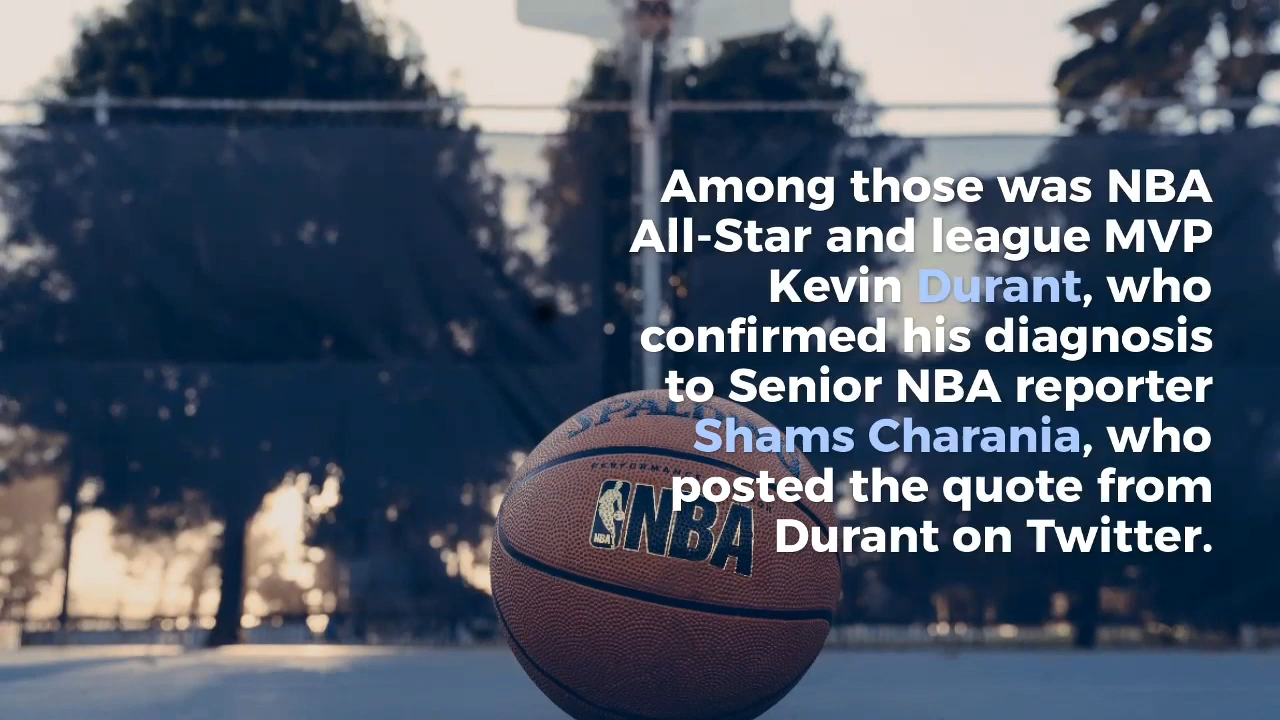 Among those was NBA
All-Star and league MVP
Kevin Durant, who
confirmed his diagnosis
to Senior NBA reporter
Shams Charania, who
posted the quote from
Durant on Twitter.
NBA
NBA